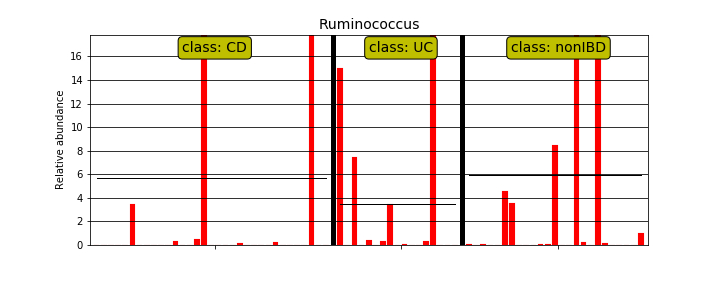 Ruminococcus
class: CD
class: UC
class: nonIBD
Relative abundance
16
14
12
10
8
6
4
2
0